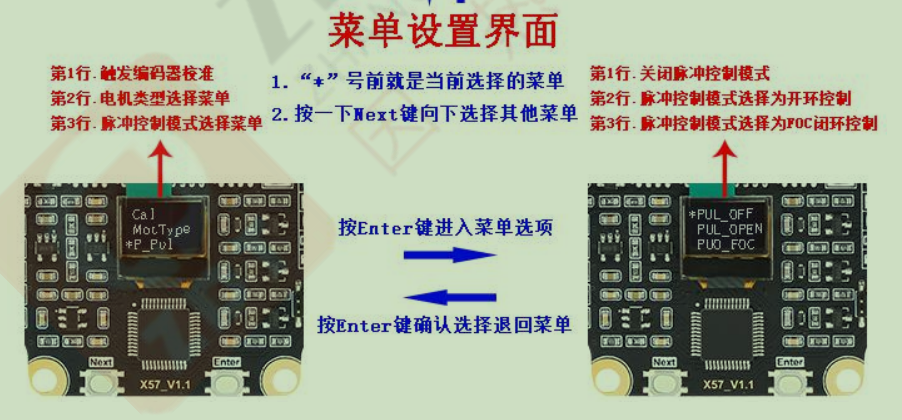 菜单设置界面
第1行.触发编码器校准
第2行.电机类型选择菜单
第3行.脉冲控制模式选择菜单
1. “*”号前就是当前选择的菜单
2. 按一下Next键向下选择其他菜单
第1行.关闭脉冲控制模式
第2行.脉冲控制模式选择为开环控制
第3行.脉冲控制模式选择为FOC闭环控制
Cal
MotType
*P_Pul
按Enter键进入菜单选项
按Enter键确认选择退回菜单
*PUL_OFF
PUL_OPEN
PUO_FOC
Next
Enter
X57_V1.1
Next
Enter
X57_V1.1